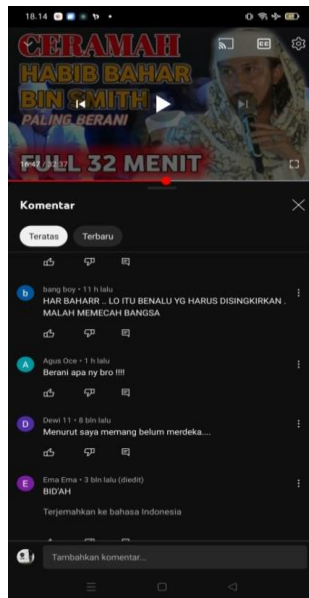 18.14
CERAMAH
HABIB BAHAR
BIN SMITH
PALING BERANI
FULL 32 MENIT
16:47 / 32:37
Komentar
Teratas
Terbaru
b
bang boy • 11 h lalu
HAR BAHARR .. LO ITU BENALU YG HARUS DISINGKIRKAN .
MALAH MEMECAH BANGSA
A
Agus Oce • 1 h lalu
Berani apa ny bro !!!!
D
Dewi 11 • 8 bln lalu
Menurut saya memang belum merdeka....
E
Ema Ema • 3 bln lalu (diedit)
BID'AH
Terjemahkan ke bahasa Indonesia
Tambahkan komentar...